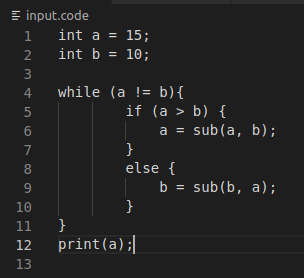 input.code
1 int a = 15;
2 int b = 10;
3
4 while (a != b){
5         if (a > b) {
6             a = sub(a, b);
7         }
8         else {
9             b = sub(b, a);
10         }
11 }
12 print(a);
13